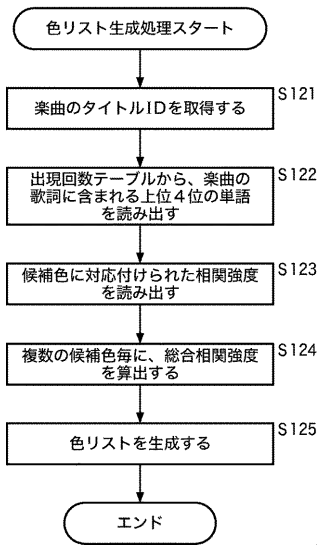 色リスト生成処理スタート
S121
楽曲のタイトルIDを取得する
S122
出現回数テーブルから、楽曲の
歌詞に含まれる上位4位の単語
を読み出す
S123
候補色に対応付けられた相関強度
を読み出す
S124
複数の候補色毎に、総合相関強度
を算出する
S125
色リストを生成する
エンド